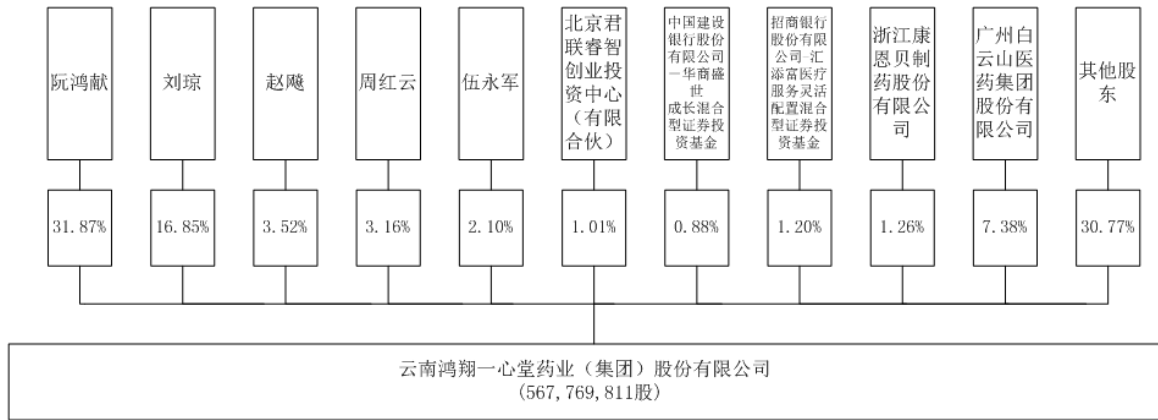 阮鸿献
刘琼
赵飚
周红云
伍永军
北京君
联睿智
创业投
资中心
（有限
合伙）
中国建设
银行股份
有限公司
－华商盛
世
成长混合
型证券投
资基金
招商银行
股份有限
公司-汇
添富医疗
服务灵活
配置混合
型证券投
资基金
浙江康
恩贝制
药股份
有限公
司
广州白
云山医
药集团
股份有
限公司
其他股
东
31.87%
16.85%
3.52%
3.16%
2.10%
1.01%
0.88%
1.20%
1.26%
7.38%
30.77%
云南鸿翔一心堂药业（集团）股份有限公司
(567,769,811股)